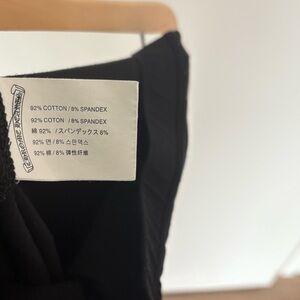 92% COTTON / 8% SPANDEX
92% COTON / 8% SPANDEX
綿 92% / スパンデックス 8%
92% 면 / 8% 스판덱스
92% 棉 / 8% 弹性纤维